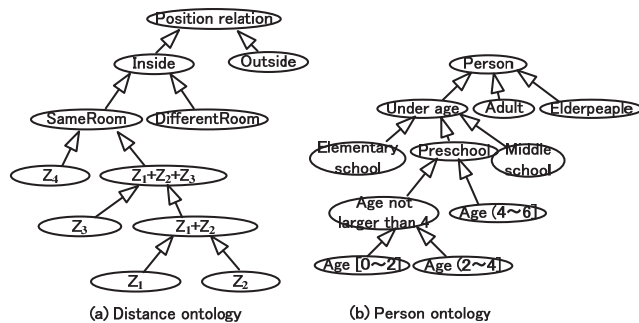 Position relation
Inside
Outside
SameRoom
DifferentRoom
Z4
Z1+Z2+Z3
Z3
Z1+Z2
Z1
Z2
(a) Distance ontology
Person
Under age
Adult
Elderpeaple
Elementary
school
Preschool
Middle
school
Age not
larger than 4
Age (4~6]
Age [0~2]
Age (2~4]
(b) Person ontology